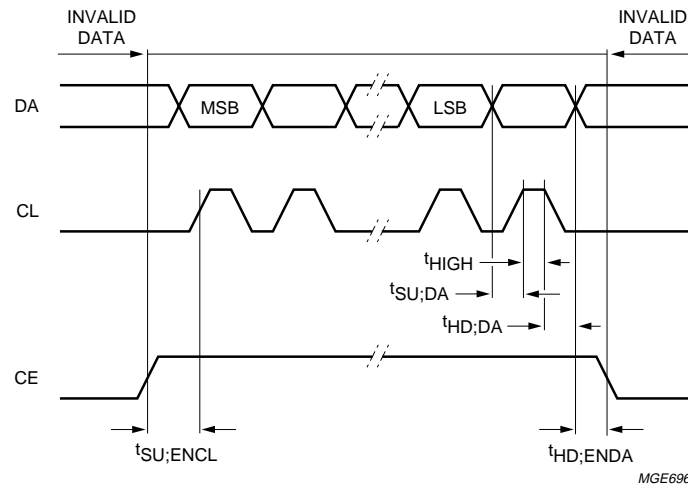 INVALID
DATA
INVALID
DATA
DA
MSB
LSB
CL
tHIGH
tSU;DA
tHD;DA
CE
tSU;ENCL
tHD;ENDA
MGE696